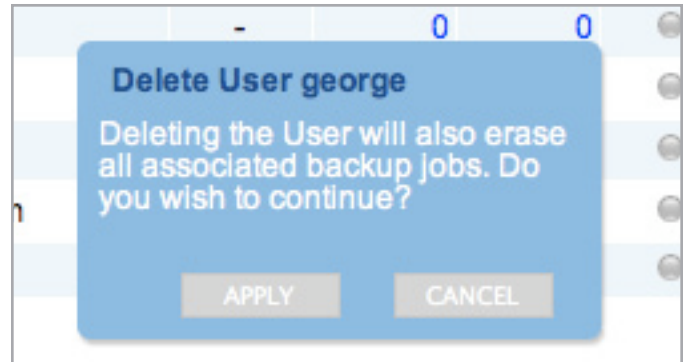 - 0 0
Delete User george
Deleting the User will also erase
all associated backup jobs. Do
you wish to continue?
APPLY CANCEL